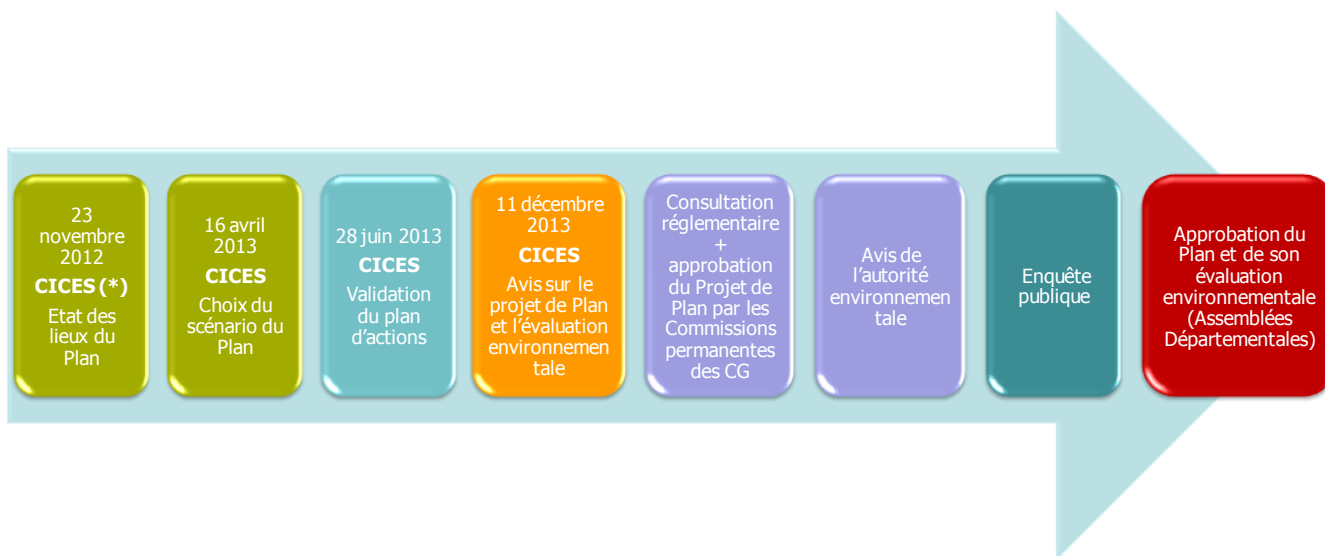 23
novembre
2012
CICES (*)
Etat des
lieux du
Plan
16 avril
2013
CICES
Choix du
scénario du
Plan
28 juin 2013
CICES
Validation
du plan
d'actions
11 décembre
2013
CICES
Avis sur le
projet de Plan
et l'évaluation
environnemen
tale
Consultation
réglementaire
+
approbation
du Projet de
Plan par les
Commissions
permanentes
des CG
Avis de
l'autorité
environnemen
tale
Enquête
publique
Approbation du
Plan et de son
évaluation
environnementale
(Assemblées
Départementales)